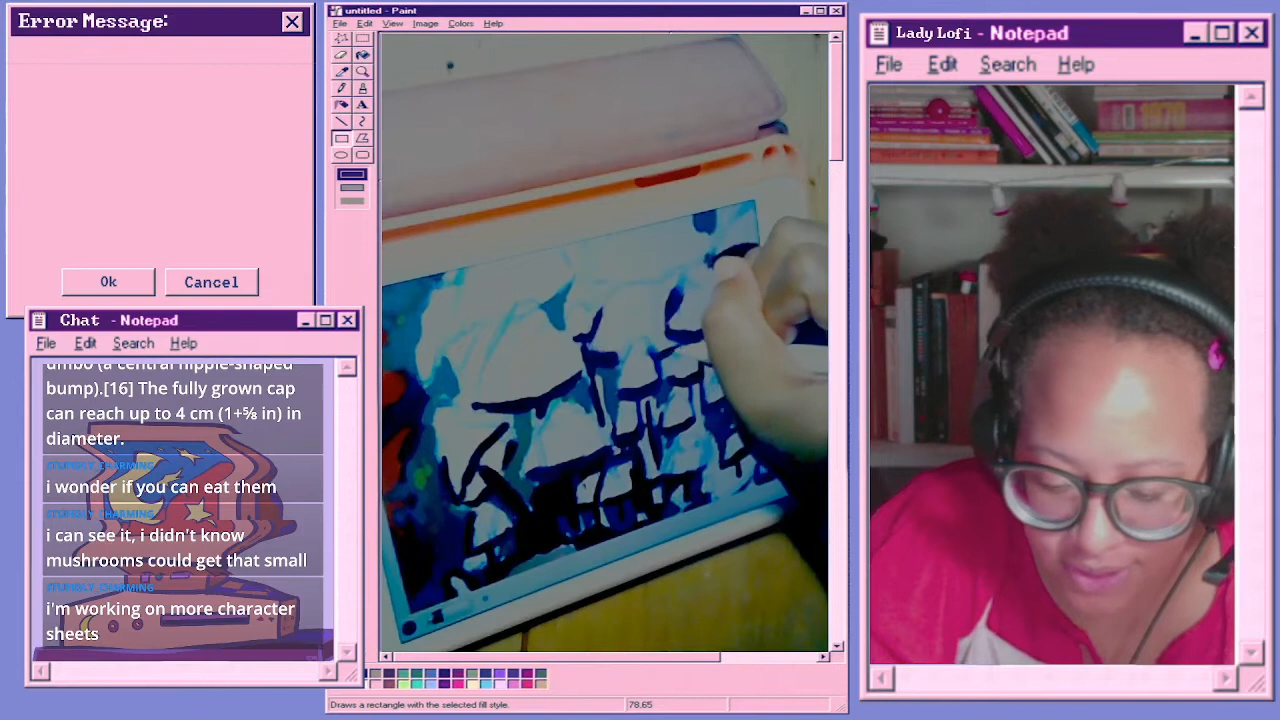 Error Message:
Ok
Cancel
Chat - Notepad
File Edit Search Help
umbo (a central nipple-shaped
bump).[16] The fully grown cap
can reach up to 4 cm (1+5⁄8 in) in
diameter.
STUPIDLY_CHARMING
i wonder if you can eat them
STUPIDLY_CHARMING
i can see it, i didn't know
mushrooms could get that small
STUPIDLY_CHARMING
i'm working on more character
sheets
untitled - Paint
File Edit View Image Colors Help
A
Draws a rectangle with the selected fill style.
78.65
Lady Lofi - Notepad
File Edit Search Help
1970